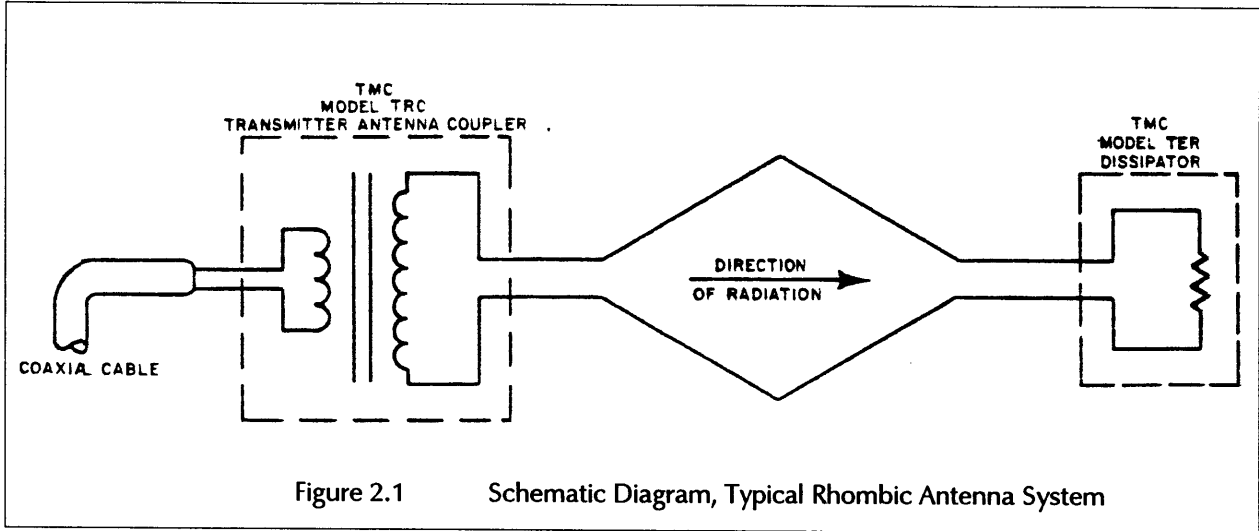 TMC
MODEL TRC
TRANSMITTER ANTENNA COUPLER
TMC
MODEL TER
DISSIPATOR
DIRECTION
OF RADIATION
COAXIAL CABLE
Figure 2.1 Schematic Diagram, Typical Rhombic Antenna System